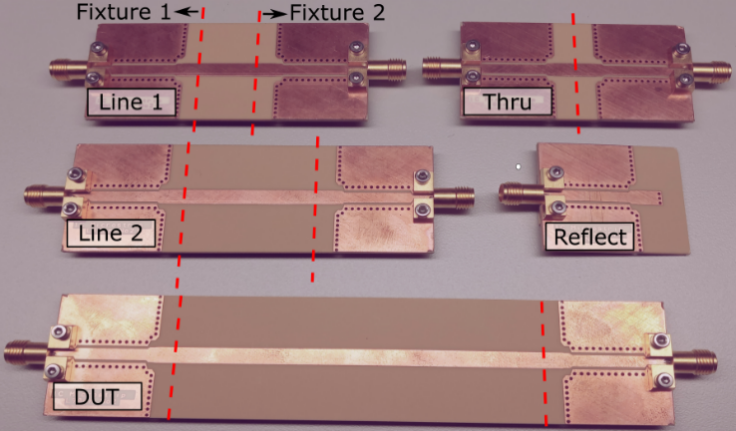 Fixture 1
Fixture 2
Line 1
Thru
Line 2
Reflect
DUT